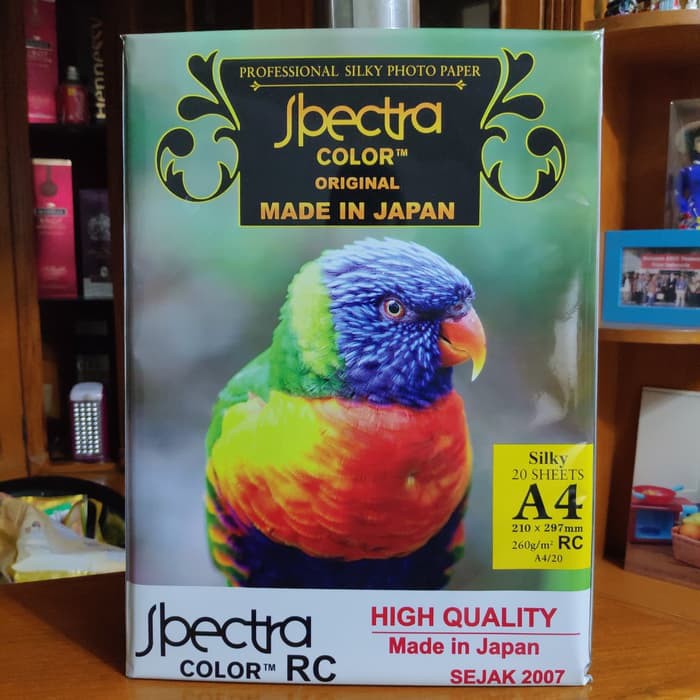 PROFESSIONAL SILKY PHOTO PAPER
Spectra
COLOR™
ORIGINAL
MADE IN JAPAN
Hennessy
Silky
20 SHEETS
A4
210 × 297mm
260g/m² RC
A4/20
Spectra
COLOR™ RC
HIGH QUALITY
Made in Japan
SEJAK 2007